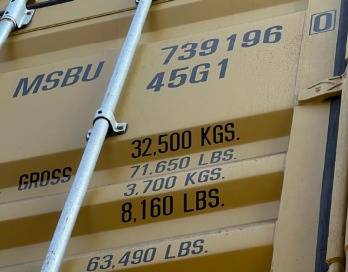 MSBU 739196 0
45G1
GROSS 32,500 KGS.
71.650 LBS.
3,700 KGS.
8,160 LBS.
63,490 LBS.